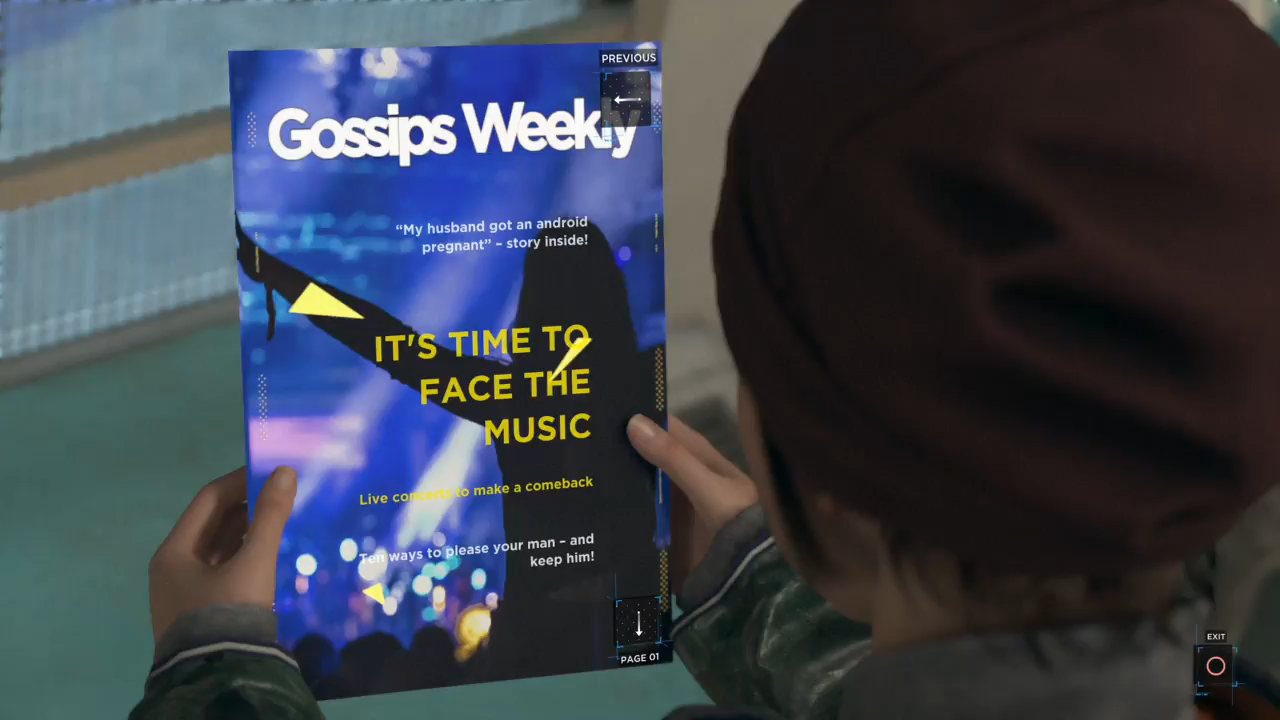 PREVIOUS
Gossips Weekly
“My husband got an android
pregnant” – story inside!
IT'S TIME TO
FACE THE
MUSIC
Live concerts to make a comeback
Ten ways to please your man – and
keep him!
PAGE 01
EXIT